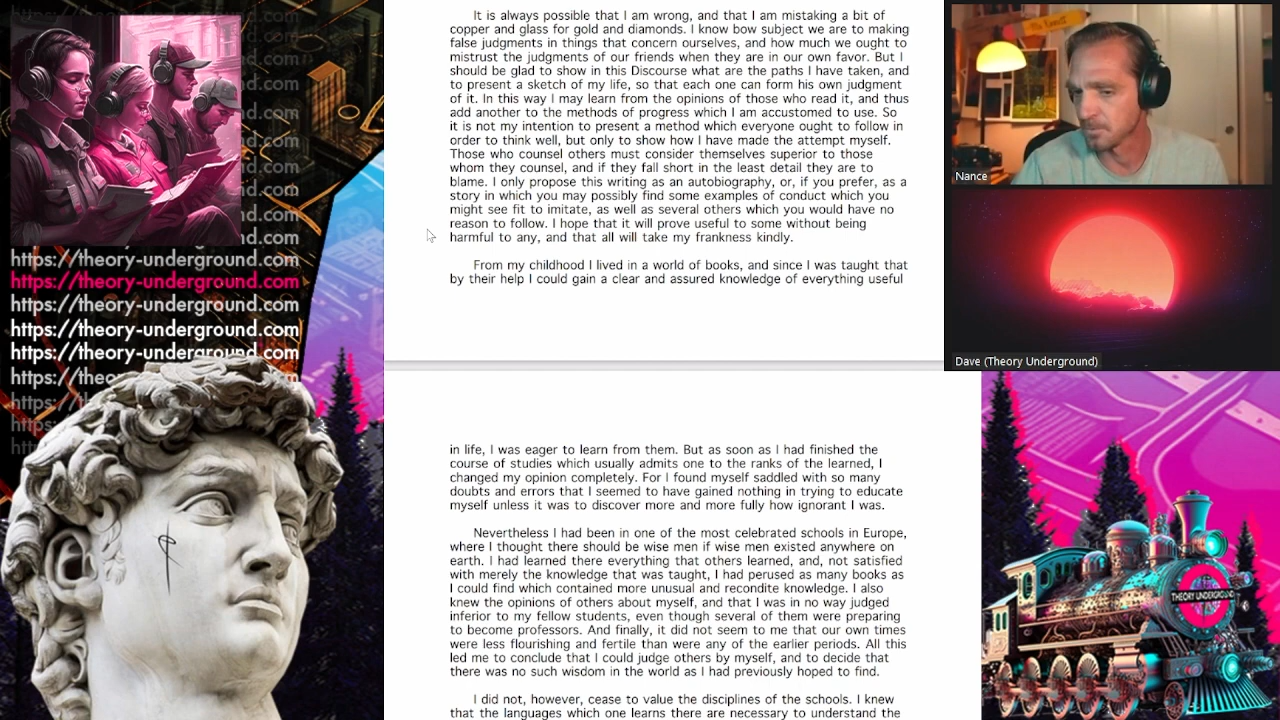 .com
https://theory-underground.com
https://theory-underground.com
https://theory-underground.com
https://theory-underground.com
https://theory-underground.com
https://theo
https:/
https:/
It is always possible that I am wrong, and that I am mistaking a bit of
copper and glass for gold and diamonds. I know bow subject we are to making
false judgments in things that concern ourselves, and how much we ought to
mistrust the judgments of our friends when they are in our own favor. But I
should be glad to show in this Discourse what are the paths I have taken, and
to present a sketch of my life, so that each one can form his own judgment
of it. In this way I may learn from the opinions of those who read it, and thus
add another to the methods of progress which I am accustomed to use. So
it is not my intention to present a method which everyone ought to follow in
order to think well, but only to show how I have made the attempt myself.
Those who counsel others must consider themselves superior to those
whom they counsel, and if they fall short in the least detail they are to
blame. I only propose this writing as an autobiography, or, if you prefer, as a
story in which you may possibly find some examples of conduct which you
might see fit to imitate, as well as several others which you would have no
reason to follow. I hope that it will prove useful to some without being
harmful to any, and that all will take my frankness kindly.
From my childhood I lived in a world of books, and since I was taught that
by their help I could gain a clear and assured knowledge of everything useful
in life, I was eager to learn from them. But as soon as I had finished the
course of studies which usually admits one to the ranks of the learned, I
changed my opinion completely. For I found myself saddled with so many
doubts and errors that I seemed to have gained nothing in trying to educate
myself unless it was to discover more and more fully how ignorant I was.
Nevertheless I had been in one of the most celebrated schools in Europe,
where I thought there should be wise men if wise men existed anywhere on
earth. I had learned there everything that others learned, and, not satisfied
with merely the knowledge that was taught, I had perused as many books as
I could find which contained more unusual and recondite knowledge. I also
knew the opinions of others about myself, and that I was in no way judged
inferior to my fellow students, even though several of them were preparing
to become professors. And finally, it did not seem to me that our own times
were less flourishing and fertile than were any of the earlier periods. All this
led me to conclude that I could judge others by myself, and to decide that
there was no such wisdom in the world as I had previously hoped to find.
I did not, however, cease to value the disciplines of the schools. I knew
that the languages which one learns there are necessary to understand the
Nance
Dave (Theory Underground)
THEORY UNDERGROUND